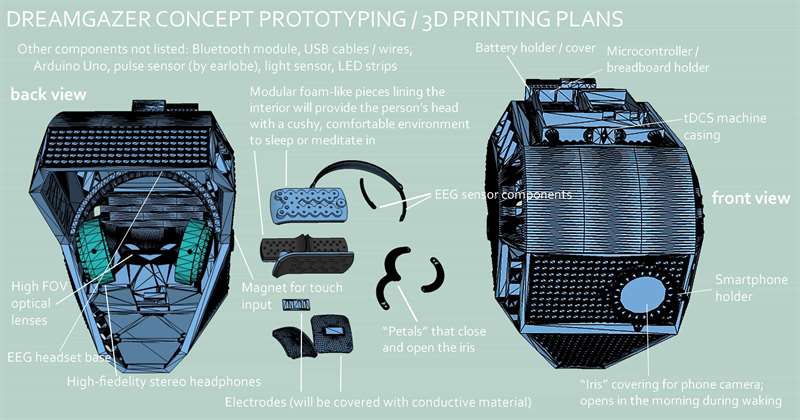 DREAMGAZER CONCEPT PROTOTYPING / 3D PRINTING PLANS
Other components not listed: Bluetooth module, USB cables / wires,
Arduino Uno, pulse sensor (by earlobe), light sensor, LED strips
Battery holder / cover
Microcontroller /
breadboard holder
back view
Modular foam-like pieces lining the
interior will provide the person's head
with a cushy, comfortable environment
to sleep or meditate in
tDCS machine
casing
EEG sensor components
front view
High FOV
optical
lenses
Magnet for touch
input
Smartphone
holder
"Petals" that close
and open the iris
EEG headset base
High-fiedelity stereo headphones
"Iris" covering for phone camera;
opens in the morning during waking
Electrodes (will be covered with conductive material)